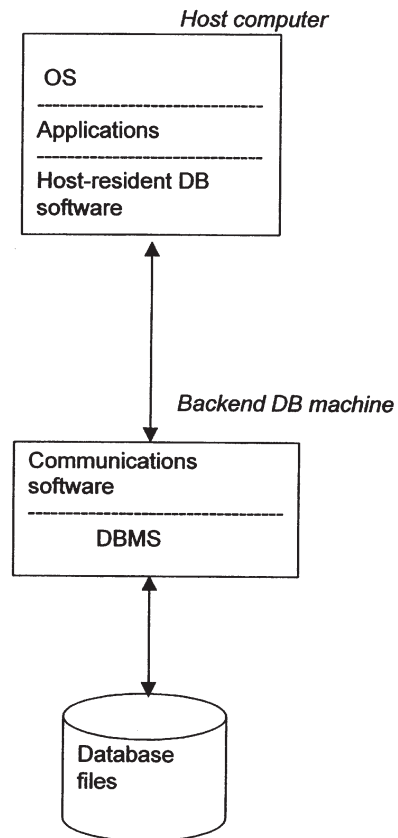 Host computer
OS
Applications
Host-resident DB
software
Backend DB machine
Communications
software
DBMS
Database
files